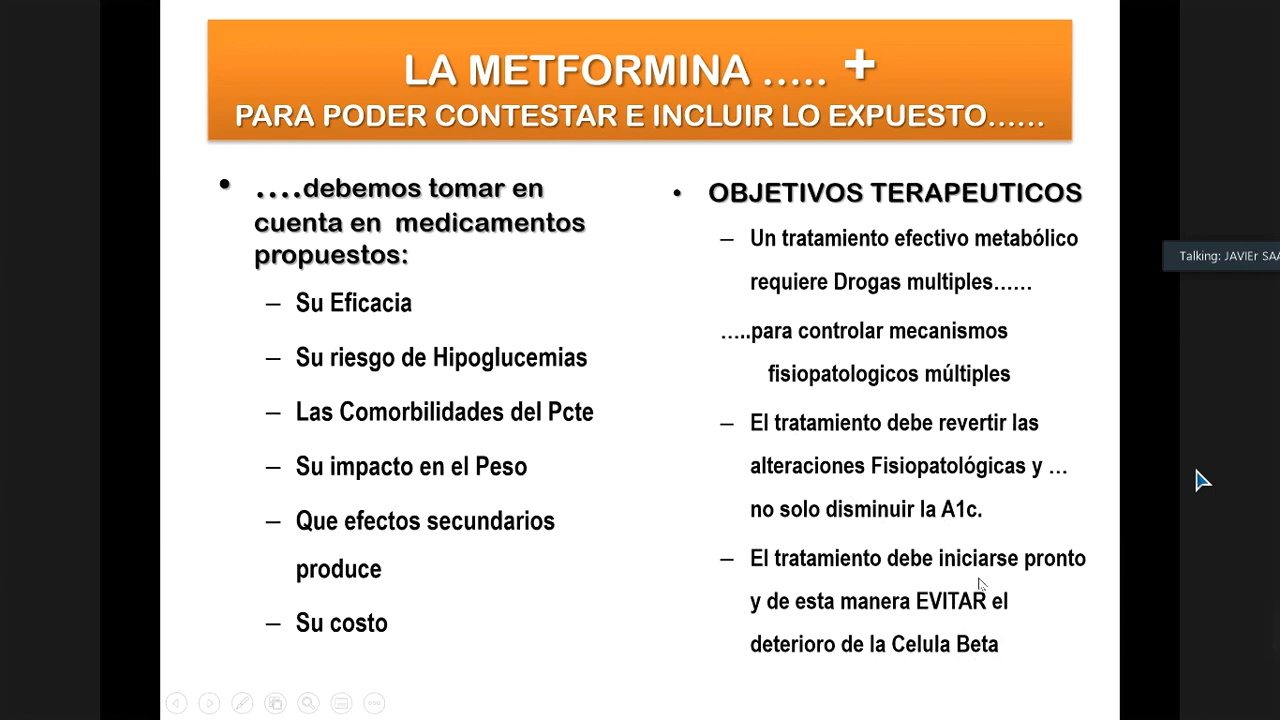 LA METFORMINA ..... +
PARA PODER CONTESTAR E INCLUIR LO EXPUESTO......
• ....debemos tomar en
cuenta en medicamentos
propuestos:
– Su Eficacia
– Su riesgo de Hipoglucemias
– Las Comorbilidades del Pcte
– Su impacto en el Peso
– Que efectos secundarios
produce
– Su costo
• OBJETIVOS TERAPEUTICOS
– Un tratamiento efectivo metabólico
requiere Drogas multiples......
.....para controlar mecanismos
fisiopatologicos múltiples
– El tratamiento debe revertir las
alteraciones Fisiopatológicas y ...
no solo disminuir la A1c.
– El tratamiento debe iniciarse pronto
y de esta manera EVITAR el
deterioro de la Celula Beta
Talking: JAVIEr